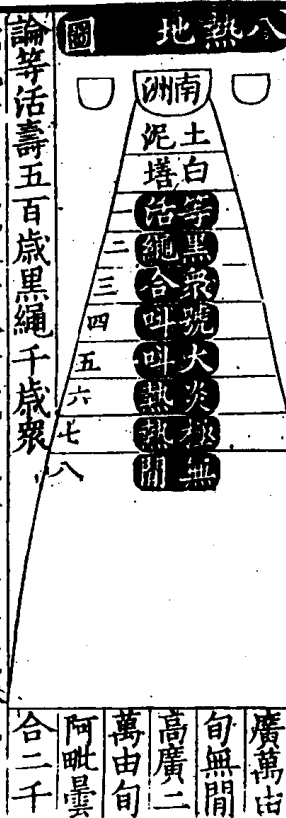 八熱地圖
南洲
土泥
白墡
等活一
黑繩二
衆合三
號叫四
大叫五
炎熱六
極熱七
無閒八
廣萬由
旬無閒
高廣二
萬由旬
阿毗曇
合二千
論等活壽五百歲黑繩千歲衆